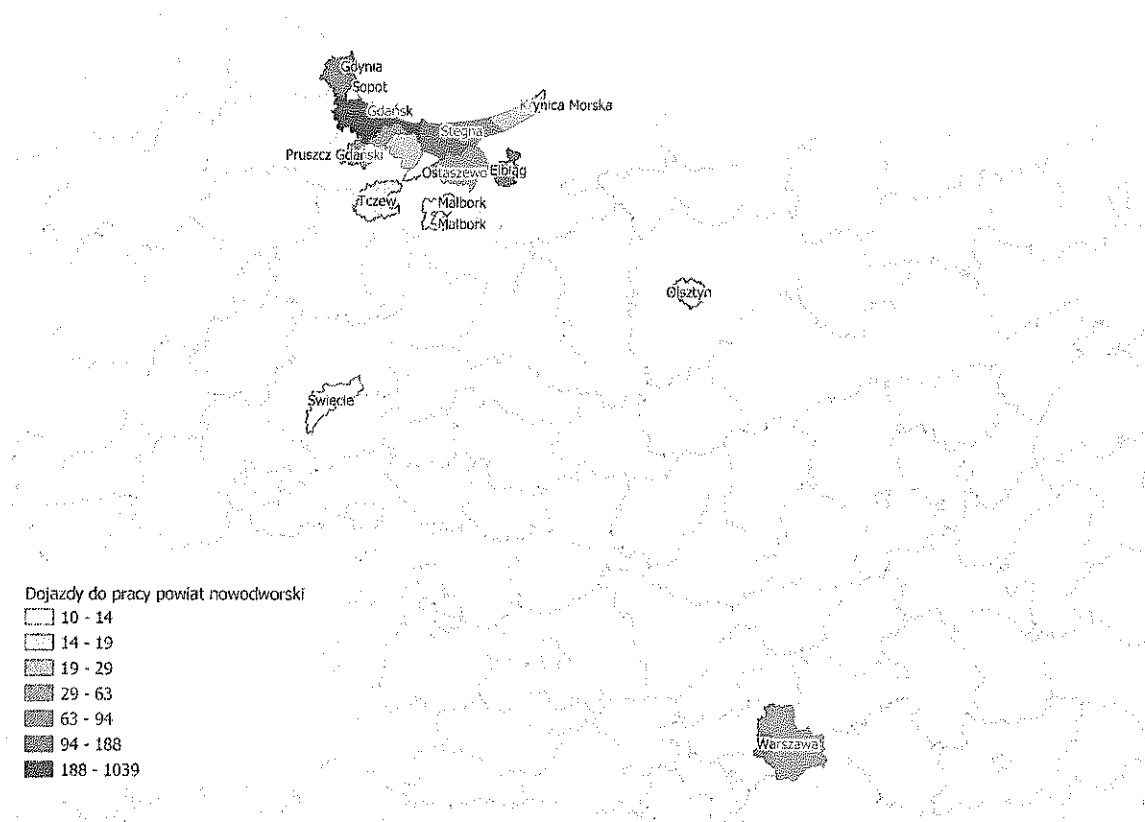 Gdynia
Sopot
Gdańsk
Krynica Morska
Stegna
Pruszcz Gdański
Ostaszewo
Elbląg
Tczew
Malbork
Malbork
Olsztyn
Świecie
Dojazdy do pracy powiat nowodworski
10 - 14
14 - 19
19 - 29
29 - 63
63 - 94
94 - 188
188 - 1039
Warszawa